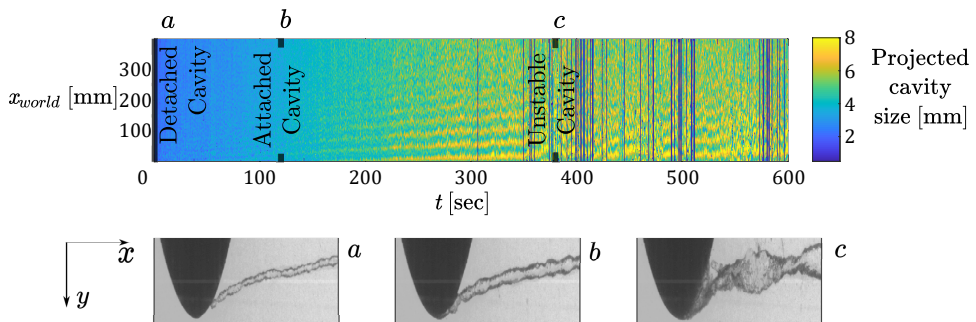 a b c
8
6
4
2
Projected
cavity
size [mm]
x_world [mm]
300
200
100
Detached
Cavity
Attached
Cavity
Unstable
Cavity
0 100 200 300 400 500 600
t [sec]
x
y
a
b
c